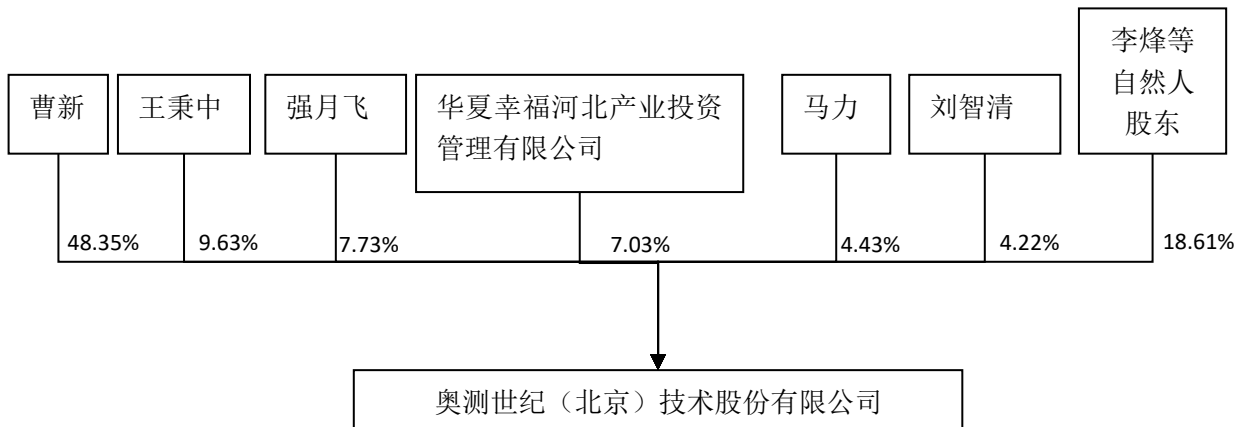 李烽等
自然人
股东
曹新
王秉中
强月飞
华夏幸福河北产业投资
管理有限公司
马力
刘智清
48.35%
9.63%
7.73%
7.03%
4.43%
4.22%
18.61%
奥测世纪（北京）技术股份有限公司